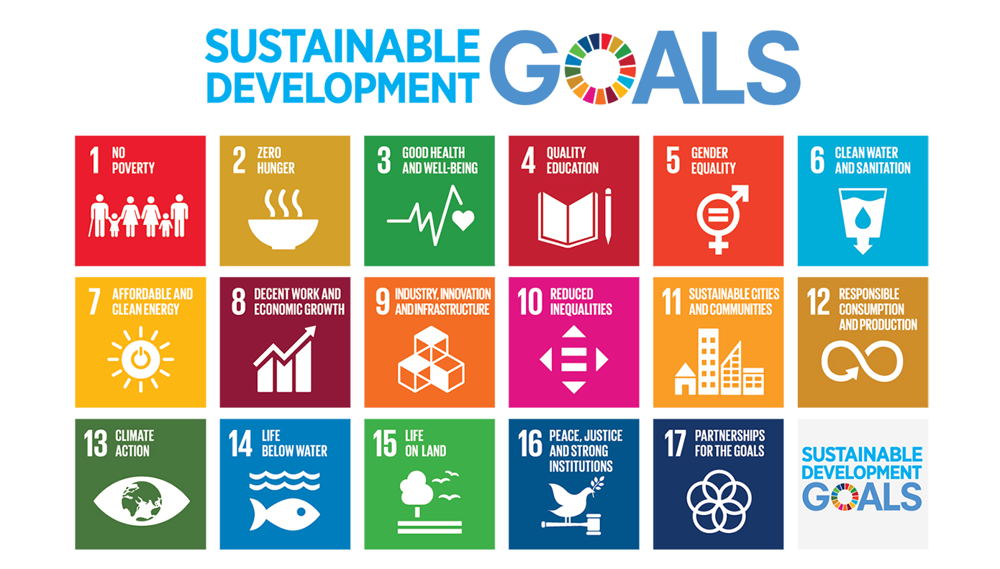 SUSTAINABLE
DEVELOPMENT
GOALS
1 NO
POVERTY
2 ZERO
HUNGER
3 GOOD HEALTH
AND WELL-BEING
4 QUALITY
EDUCATION
5 GENDER
EQUALITY
6 CLEAN WATER
AND SANITATION
7 AFFORDABLE AND
CLEAN ENERGY
8 DECENT WORK AND
ECONOMIC GROWTH
9 INDUSTRY, INNOVATION
AND INFRASTRUCTURE
10 REDUCED
INEQUALITIES
11 SUSTAINABLE CITIES
AND COMMUNITIES
12 RESPONSIBLE
CONSUMPTION
AND PRODUCTION
13 CLIMATE
ACTION
14 LIFE
BELOW WATER
15 LIFE
ON LAND
16 PEACE, JUSTICE
AND STRONG
INSTITUTIONS
17 PARTNERSHIPS
FOR THE GOALS
SUSTAINABLE
DEVELOPMENT
GOALS